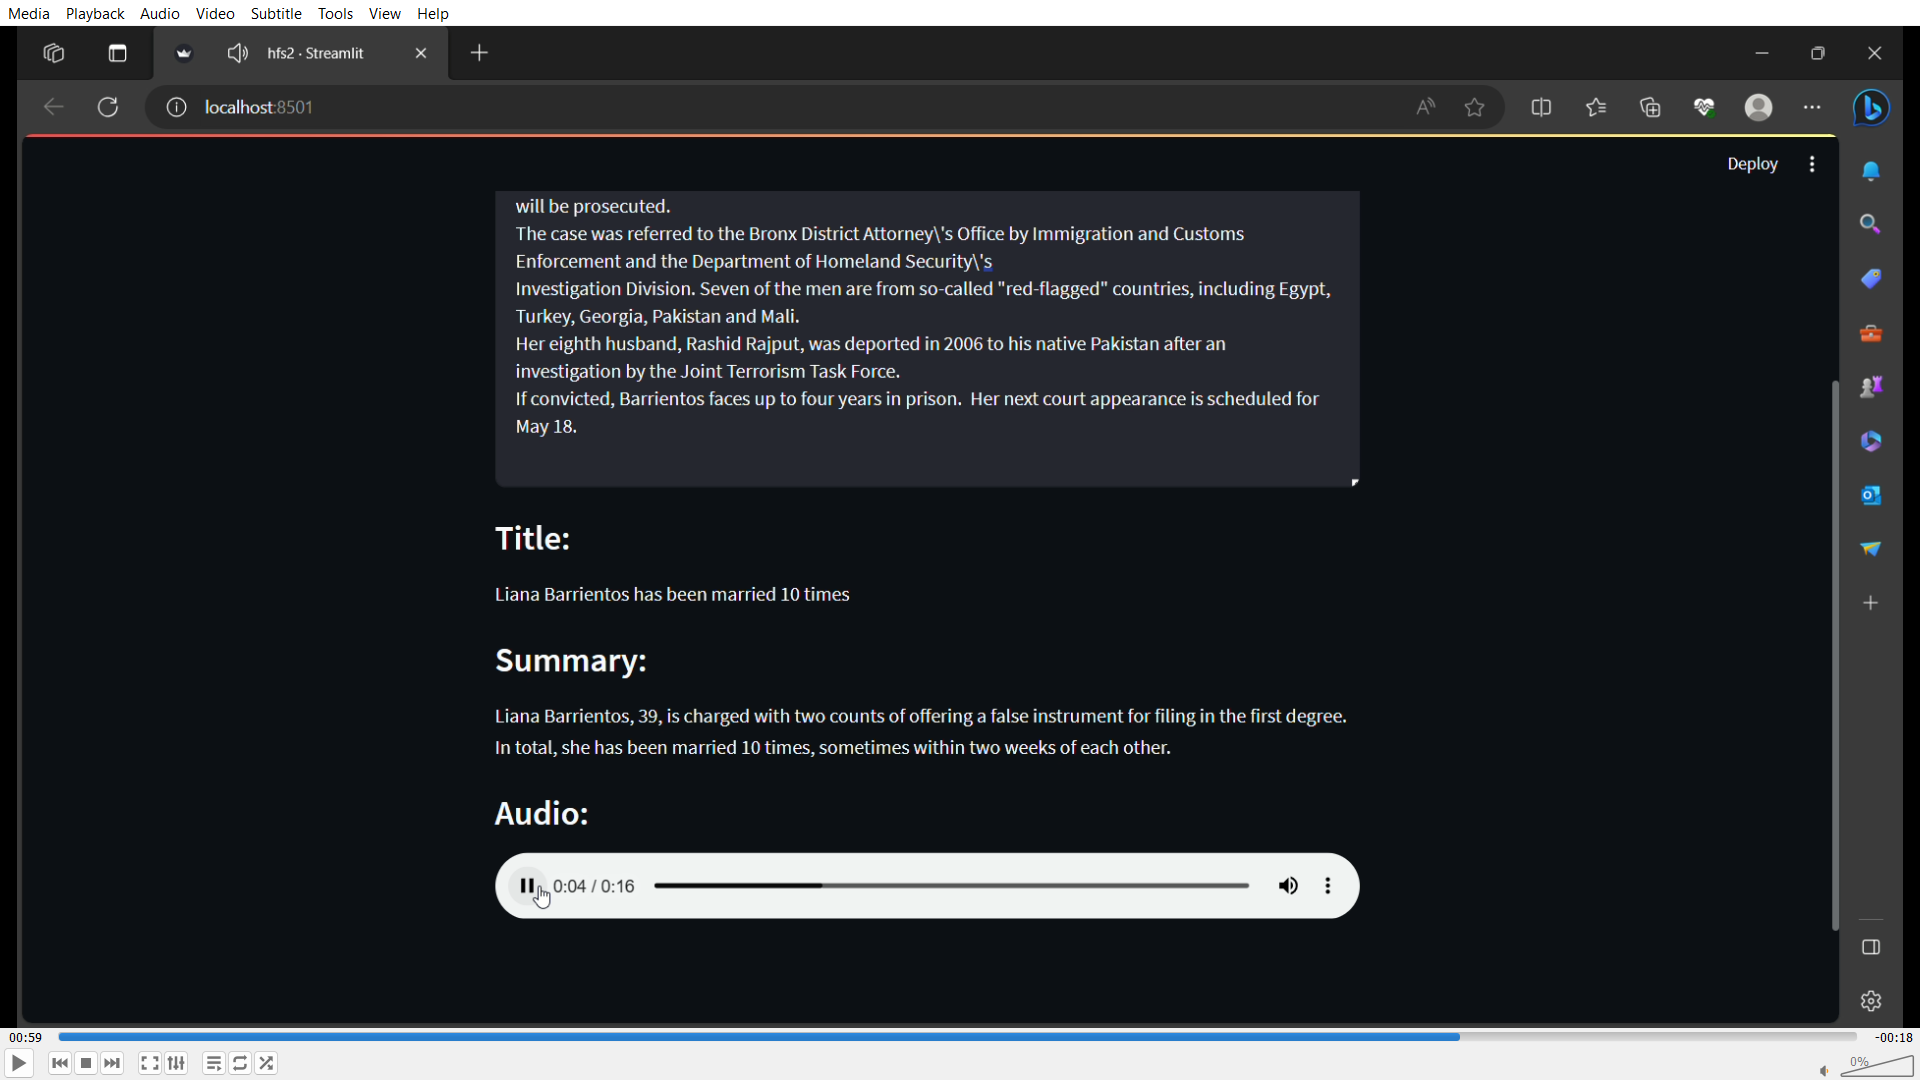 Media Playback Audio Video Subtitle Tools View Help
hfs2 · Streamlit
localhost:8501
Deploy
will be prosecuted.
The case was referred to the Bronx District Attorney\'s Office by Immigration and Customs
Enforcement and the Department of Homeland Security\'s
Investigation Division. Seven of the men are from so-called "red-flagged" countries, including Egypt,
Turkey, Georgia, Pakistan and Mali.
Her eighth husband, Rashid Rajput, was deported in 2006 to his native Pakistan after an
investigation by the Joint Terrorism Task Force.
If convicted, Barrientos faces up to four years in prison.  Her next court appearance is scheduled for
May 18.
Title:
Liana Barrientos has been married 10 times
Summary:
Liana Barrientos, 39, is charged with two counts of offering a false instrument for filing in the first degree.
In total, she has been married 10 times, sometimes within two weeks of each other.
Audio:
0:04 / 0:16
00:59 -00:18
0%